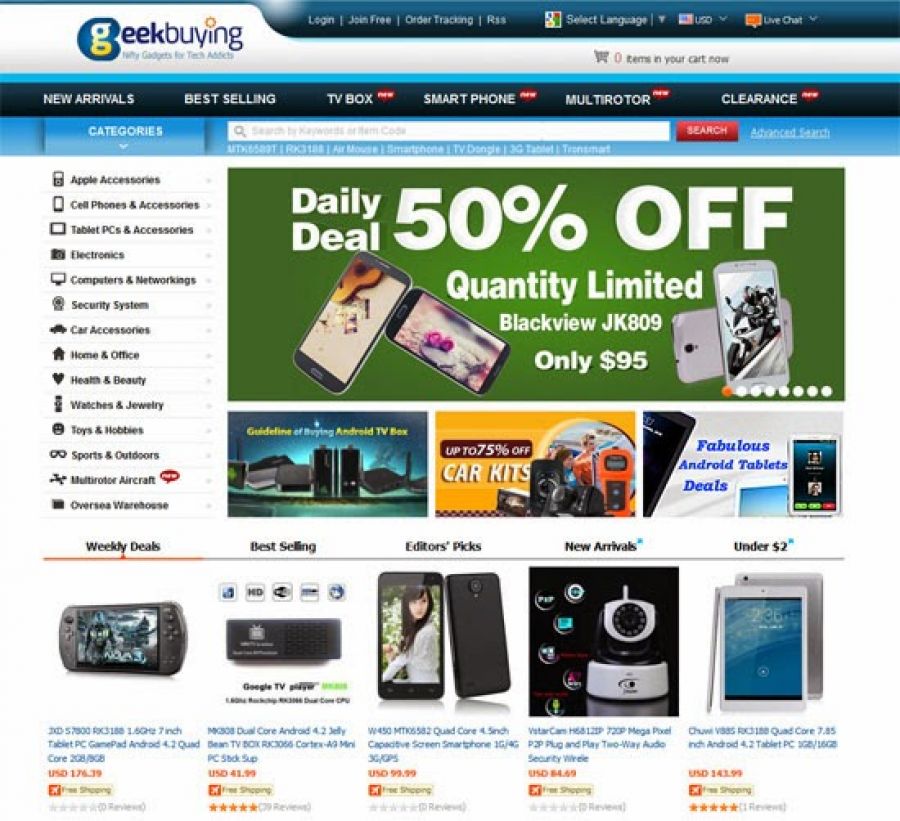 Login | Join Free | Order Tracking | Rss
Select Language | ▼
USD
Live Chat
geekbuying
Nifty Gadgets for Tech Addicts
0 items in your cart now
NEW ARRIVALS
BEST SELLING
TV BOX new
SMART PHONE new
MULTIROTOR new
CLEARANCE new
CATEGORIES
Search by Keywords or Item Code
SEARCH
Advanced Search
MTK6589T | RK3188 | Air Mouse | Smartphone | TV Dongle | 3G Tablet | Tronsmart
Apple Accessories
Cell Phones & Accessories
Tablet PCs & Accessories
Electronics
Computers & Networkings
Security System
Car Accessories
Home & Office
Health & Beauty
Watches & Jewelry
Toys & Hobbies
Sports & Outdoors
Multirotor Aircraft new
Oversea Warehouse
Daily
Deal 50% OFF
Quantity Limited
Blackview JK809
Only $95
Guideline of Buying Android TV Box
UP TO 75% OFF
CAR KITS
Fabulous
Android Tablets
Deals
Weekly Deals
Best Selling
Editors' Picks
New Arrivals
Under $2
HD
Google TV player MK808
1.6Ghz Rockchip RK3066 Dual Core CPU
P2P
2:36
JXD S7800 RK3188 1.6GHz 7 inch
Tablet PC GamePad Android 4.2 Quad
Core 2GB/8GB
USD 176.39
Free Shipping
(0 Reviews)
MK808 Dual Core Android 4.2 Jelly
Bean TV BOX RK3066 Cortex-A9 Mini
PC Stick Sup
USD 41.99
Free Shipping
(39 Reviews)
W450 MTK6582 Quad Core 4.5inch
Capacitive Screen Smartphone 1G/4G
3G/GPS
USD 99.99
Free Shipping
(0 Reviews)
VstarCam H6812IP 720P Mega Pixel
P2P Plug and Play Two-Way Audio
Security Wirele
USD 84.69
Free Shipping
(0 Reviews)
Chuwi V88S RK3188 Quad Core 7.85
inch Android 4.2 Tablet PC 1GB/16GB
USD 143.99
Free Shipping
(1 Reviews)